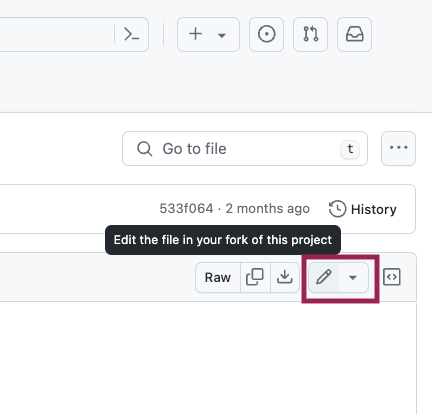 Go to file
t
533f064 · 2 months ago
History
Edit the file in your fork of this project
Raw